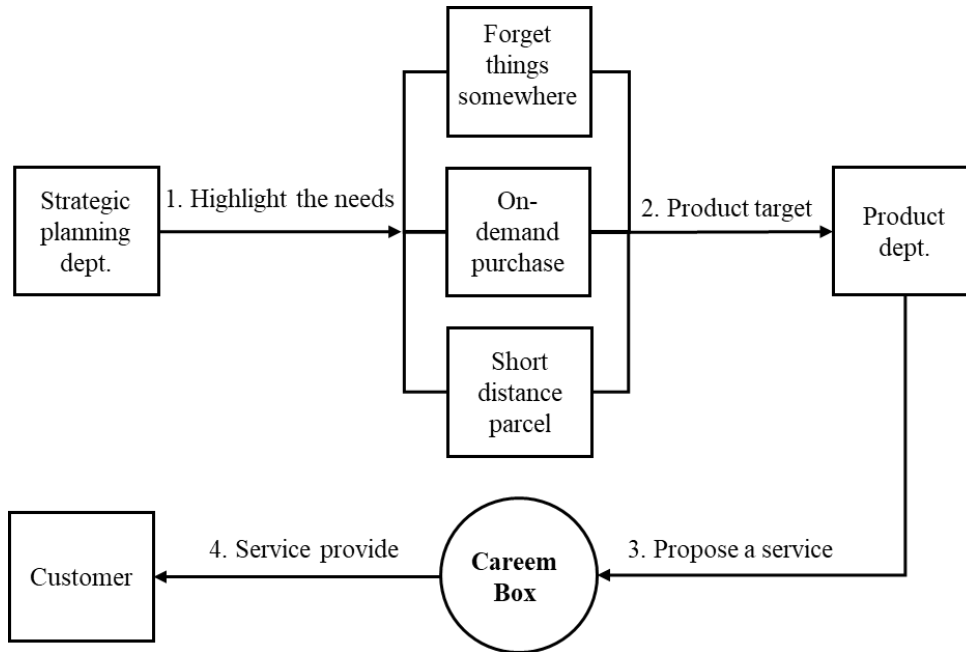 Forget
things
somewhere
Strategic
planning
dept.
1. Highlight the needs
On-
demand
purchase
2. Product target
Product
dept.
Short
distance
parcel
Customer
4. Service provide
Careem
Box
3. Propose a service